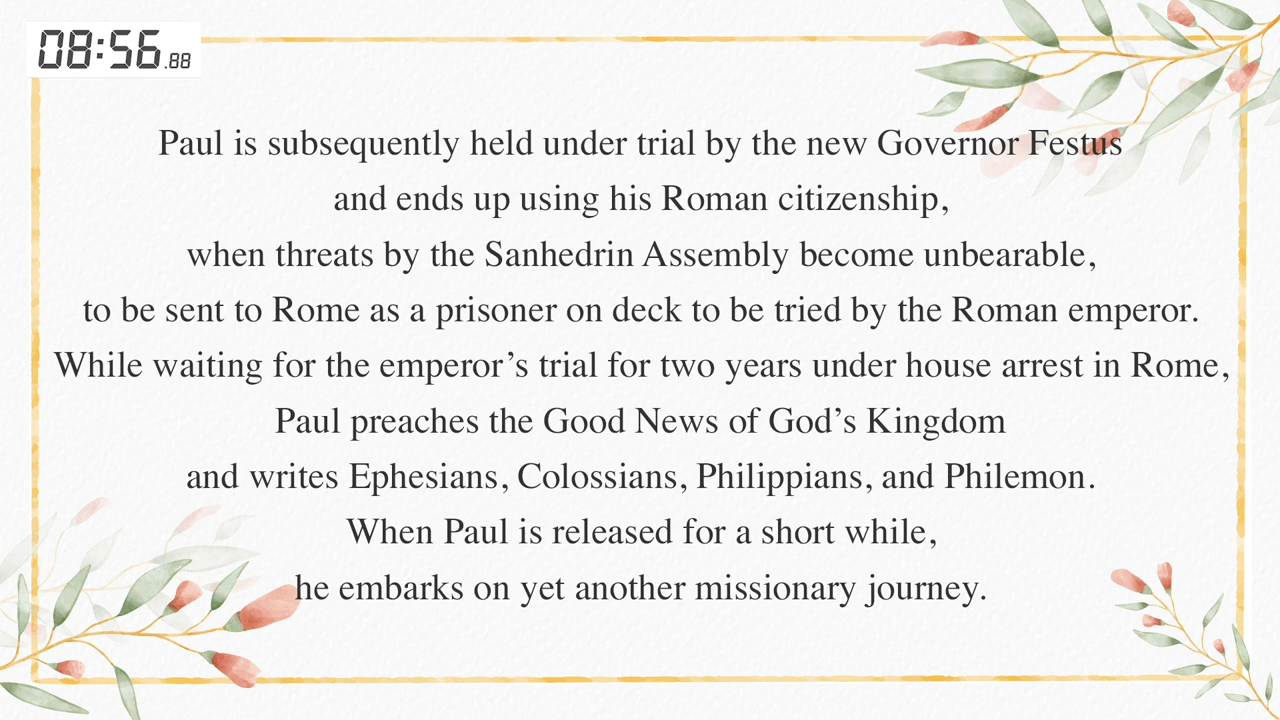 08:56.88
Paul is subsequently held under trial by the new Governor Festus
and ends up using his Roman citizenship,
when threats by the Sanhedrin Assembly become unbearable,
to be sent to Rome as a prisoner on deck to be tried by the Roman emperor.
While waiting for the emperor’s trial for two years under house arrest in Rome,
Paul preaches the Good News of God’s Kingdom
and writes Ephesians, Colossians, Philippians, and Philemon.
When Paul is released for a short while,
he embarks on yet another missionary journey.